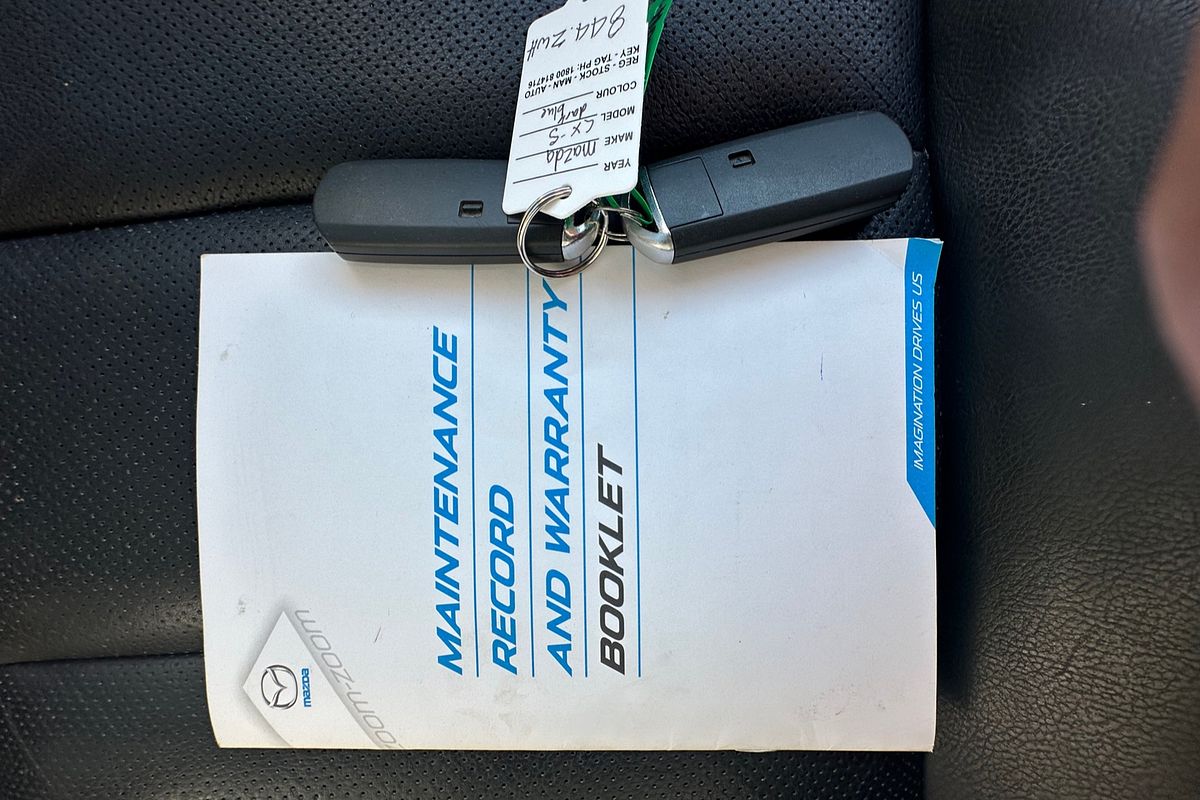 YEAR
MAKE mazda
MODEL CX-5
COLOUR dark blue
REG - STOCK - MAN - AUTO
KEY - TAG PH: 1800 814716
844.ZWH
MAINTENANCE
RECORD
AND WARRANTY
BOOKLET
IMAGINATION DRIVES US
mazda
zoom-zoom